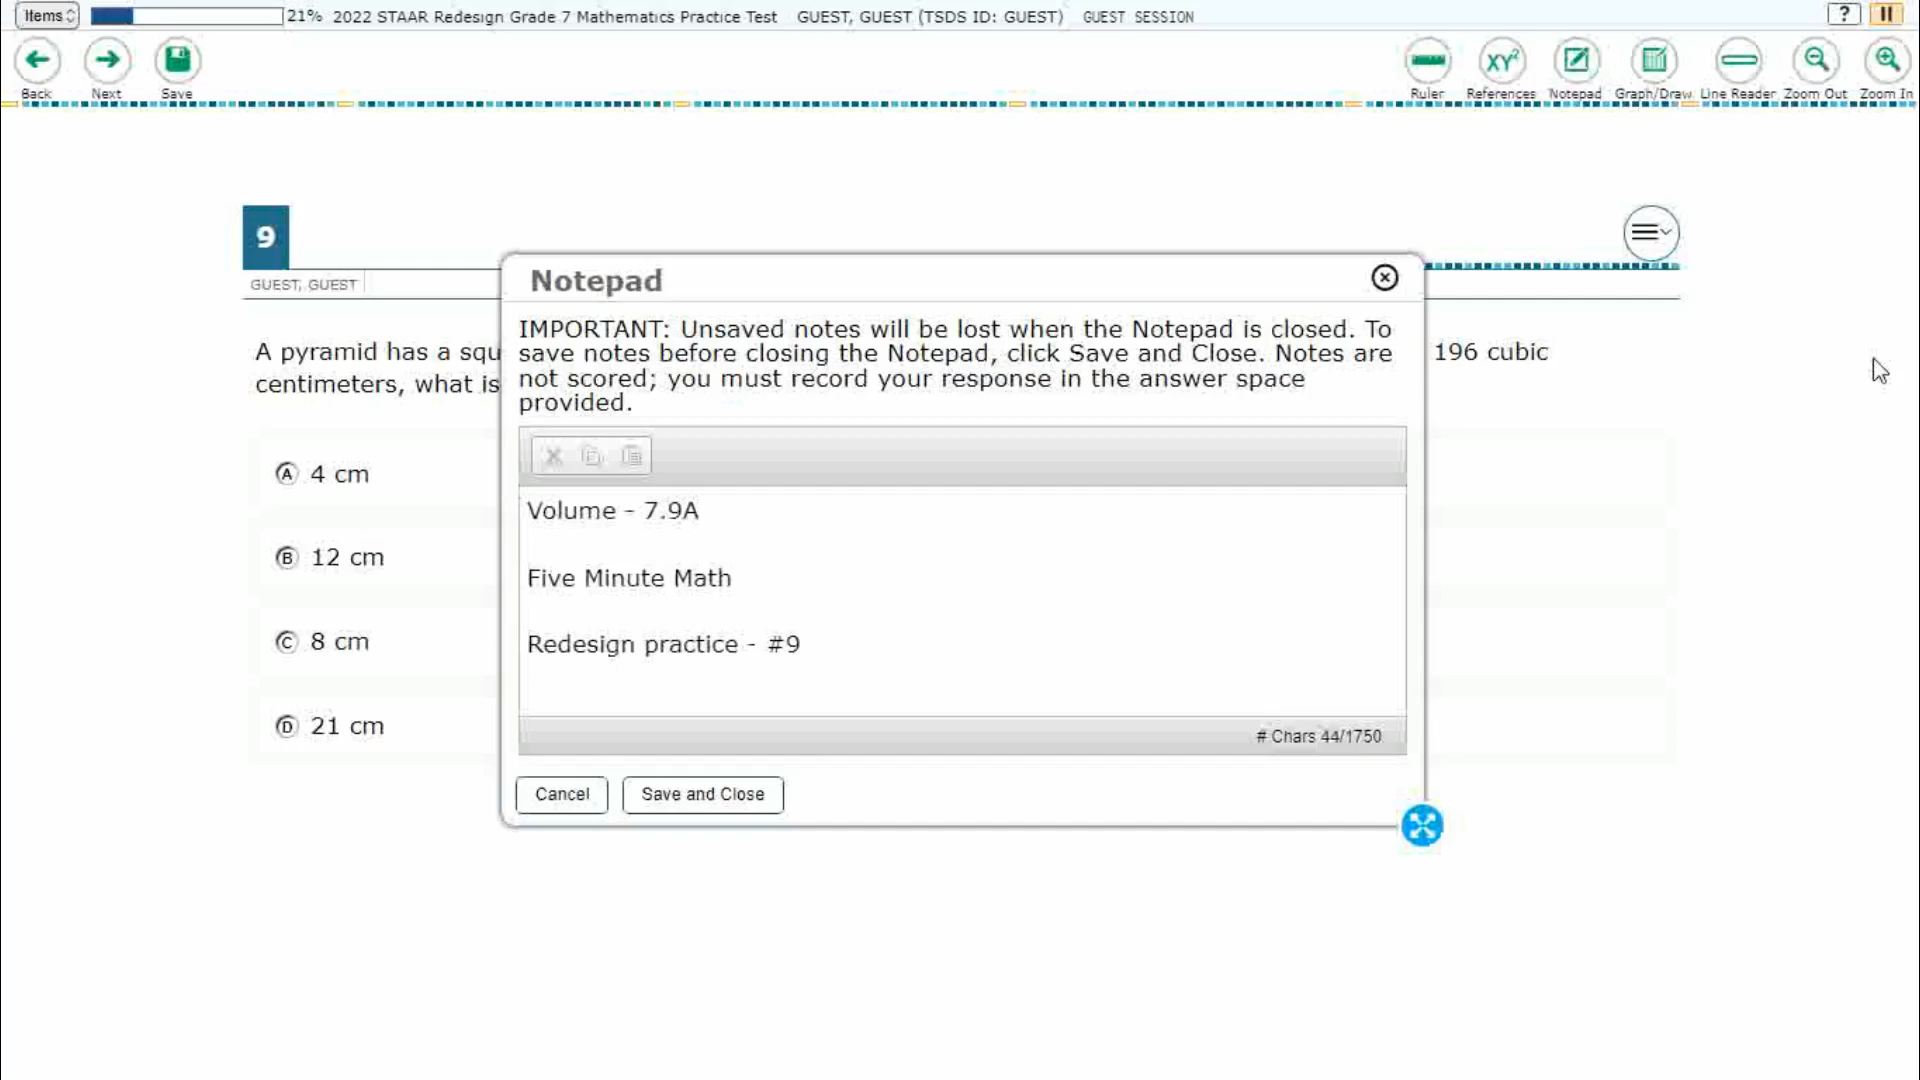 Items 21% 2022 STAAR Redesign Grade 7 Mathematics Practice Test GUEST, GUEST (TSDS ID: GUEST) GUEST SESSION ?
Back Next Save Ruler References Notepad Graph/Draw Line Reader Zoom Out Zoom In
XY²
9
GUEST, GUEST
Notepad
IMPORTANT: Unsaved notes will be lost when the Notepad is closed. To
save notes before closing the Notepad, click Save and Close. Notes are
not scored; you must record your response in the answer space
provided.
A pyramid has a squ 196 cubic
centimeters, what is
A 4 cm
B 12 cm
C 8 cm
D 21 cm
Volume - 7.9A
Five Minute Math
Redesign practice - #9
# Chars 44/1750
Cancel Save and Close